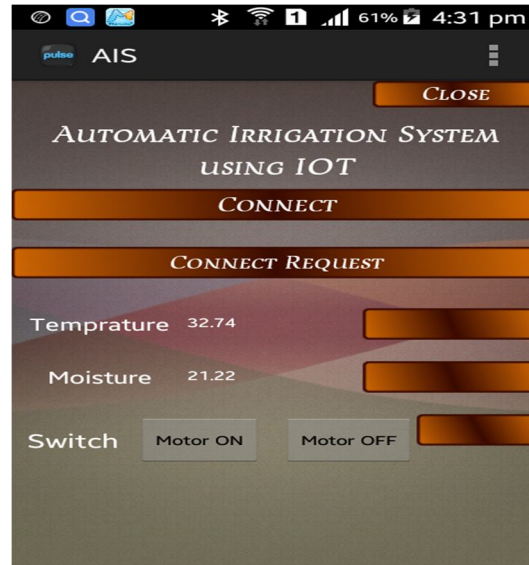 1 61% 4:31 pm
pulse AIS
CLOSE
AUTOMATIC IRRIGATION SYSTEM
USING IOT
CONNECT
CONNECT REQUEST
Temprature 32.74
Moisture 21.22
Switch Motor ON Motor OFF